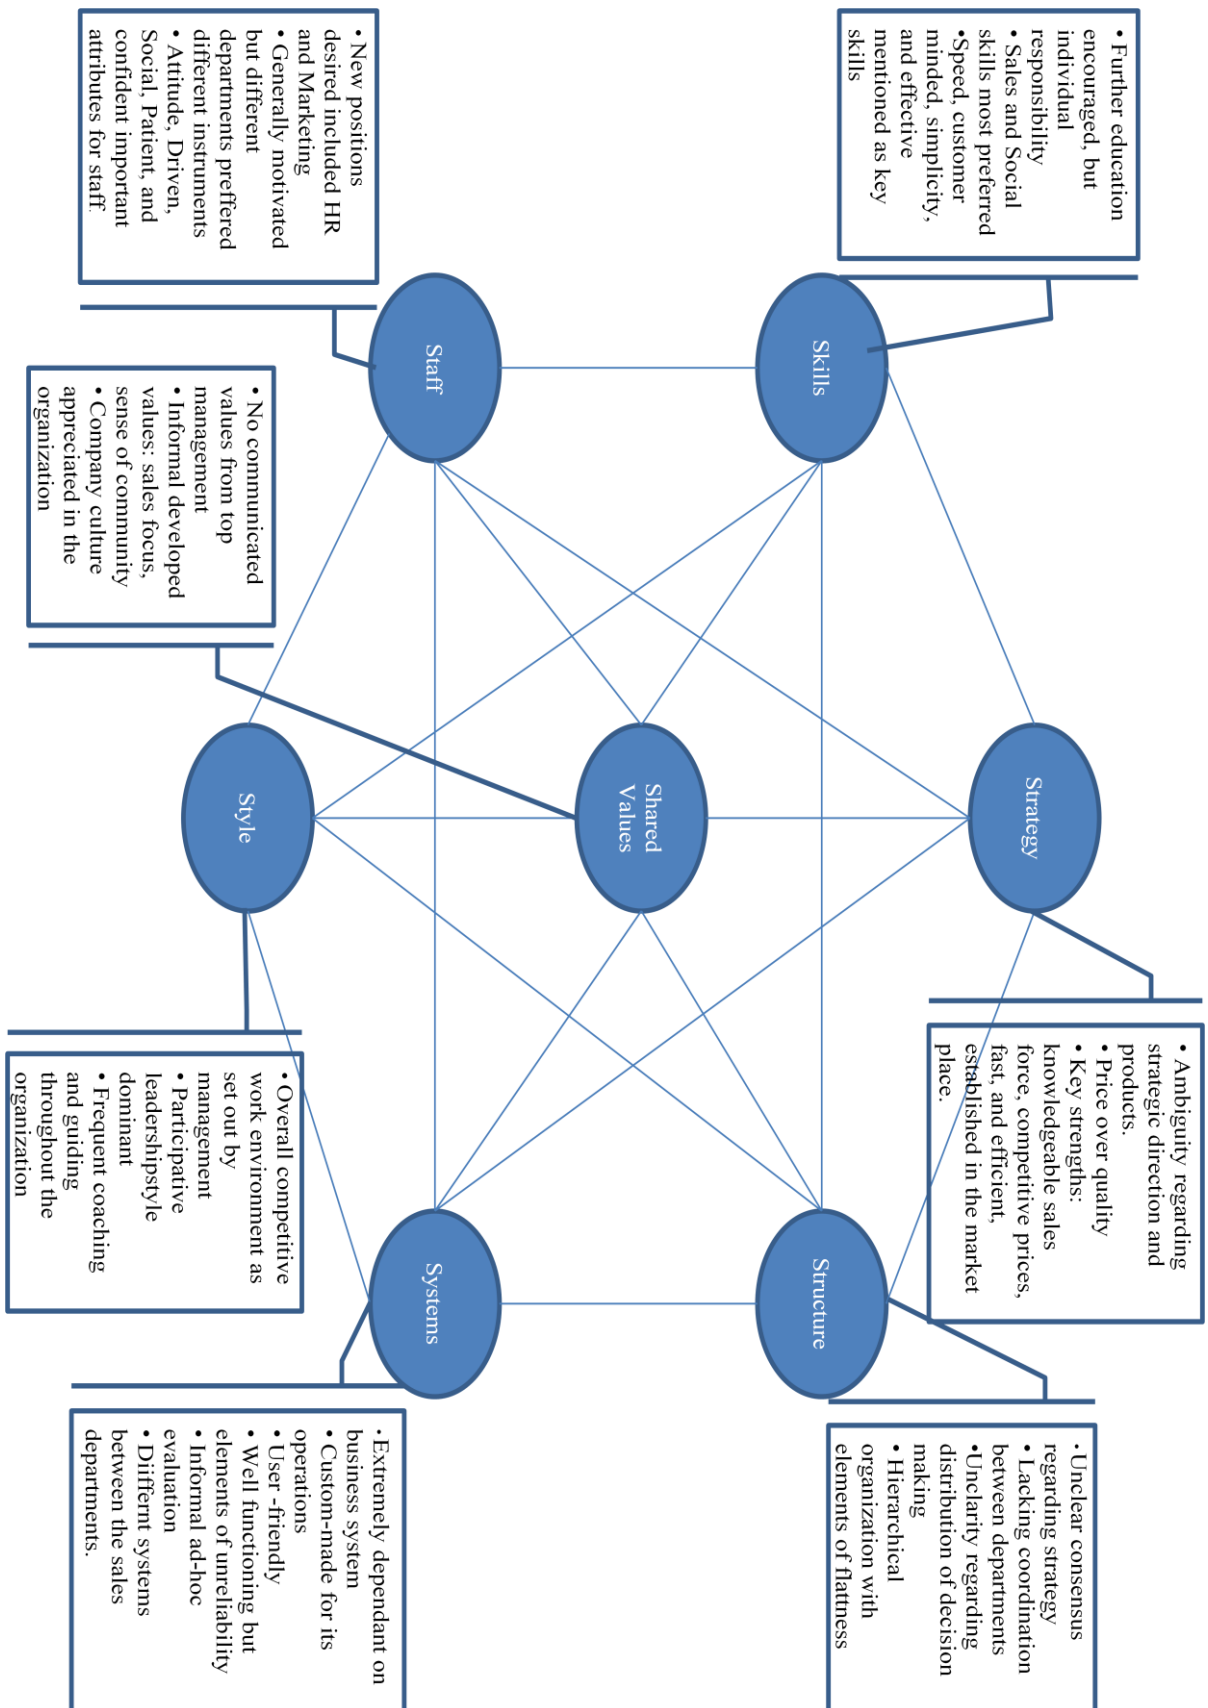 • Further education
encouraged, but
individual
responsibility
• Sales and Social
skills most preferred
•Speed, customer
minded, simplicity,
and effective
mentioned as key
skills
Skills
Strategy
• Ambiguity regarding
strategic direction and
products.
• Price over quality
• Key strengths:
knowledgeable sales
force, competitive prices,
fast, and efficient,
established in the market
place.
Structure
•Unclear consensus
regarding strategy
• Lacking coordination
between departments
•Unclarity regarding
distribution of decision
making
• Hierarchical
organization with
elements of flattness
Shared
Values
• New positions
desired included HR
and Marketing
• Generally motivated
but different
departments preffered
different instruments
• Attitude, Driven,
Social, Patient, and
confident important
attributes for staff.
Staff
• No communicated
values from top
management
• Informal developed
values: sales focus,
sense of community
• Company culture
appreciated in the
organization
Style
• Overall competitive
work environment as
set out by
management
• Participative
leadershipstyle
dominant
• Frequent coaching
and guiding
throughout the
organization
Systems
•Extremely dependant on
business system
• Custom-made for its
operations
• User -friendly
• Well functioning but
elements of unreliability
• Informal ad-hoc
evaluation
• Diiffernt systems
between the sales
departments.